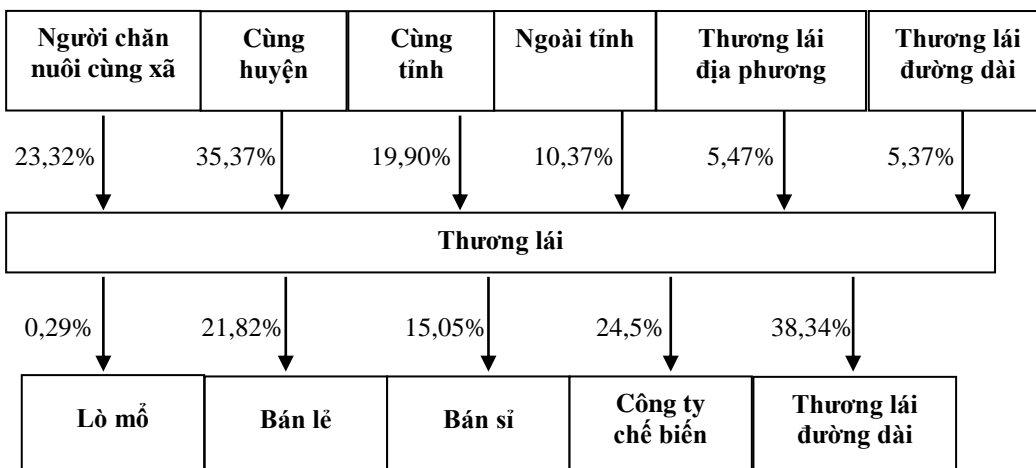 Người chăn
nuôi cùng xã
Cùng
huyện
Cùng
tỉnh
Ngoài tỉnh
Thương lái
địa phương
Thương lái
đường dài
23,32%
35,37%
19,90%
10,37%
5,47%
5,37%
Thương lái
0,29%
21,82%
15,05%
24,5%
38,34%
Lò mổ
Bán lẻ
Bán sỉ
Công ty
chế biến
Thương lái
đường dài